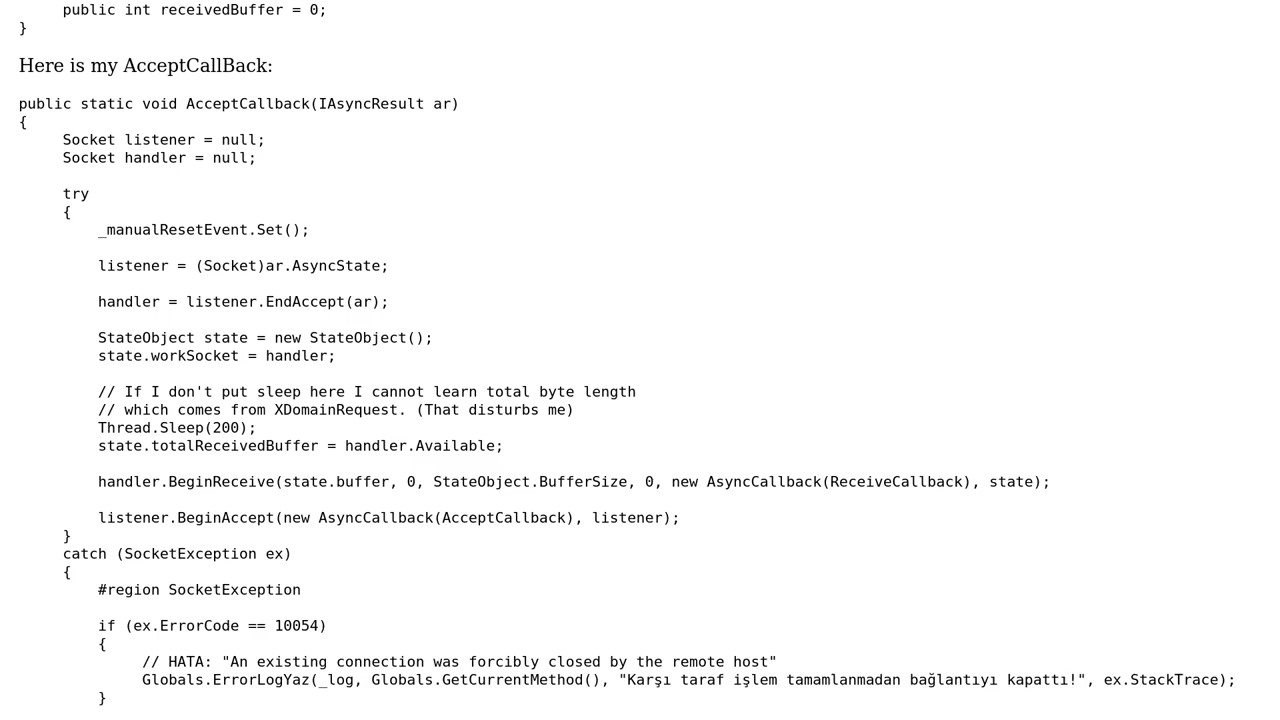 public int receivedBuffer = 0;
}
Here is my AcceptCallBack:
public static void AcceptCallback(IAsyncResult ar)
{
Socket listener = null;
Socket handler = null;
try
{
_manualResetEvent.Set();
listener = (Socket)ar.AsyncState;
handler = listener.EndAccept(ar);
StateObject state = new StateObject();
state.workSocket = handler;
// If I don't put sleep here I cannot learn total byte length
// which comes from XDomainRequest. (That disturbs me)
Thread.Sleep(200);
state.totalReceivedBuffer = handler.Available;
handler.BeginReceive(state.buffer, 0, StateObject.BufferSize, 0, new AsyncCallback(ReceiveCallback), state);
listener.BeginAccept(new AsyncCallback(AcceptCallback), listener);
}
catch (SocketException ex)
{
#region SocketException
if (ex.ErrorCode == 10054)
{
// HATA: "An existing connection was forcibly closed by the remote host"
Globals.ErrorLogYaz(_log, Globals.GetCurrentMethod(), "Karşı taraf işlem tamamlanmadan bağlantıyı kapattı!", ex.StackTrace);
}